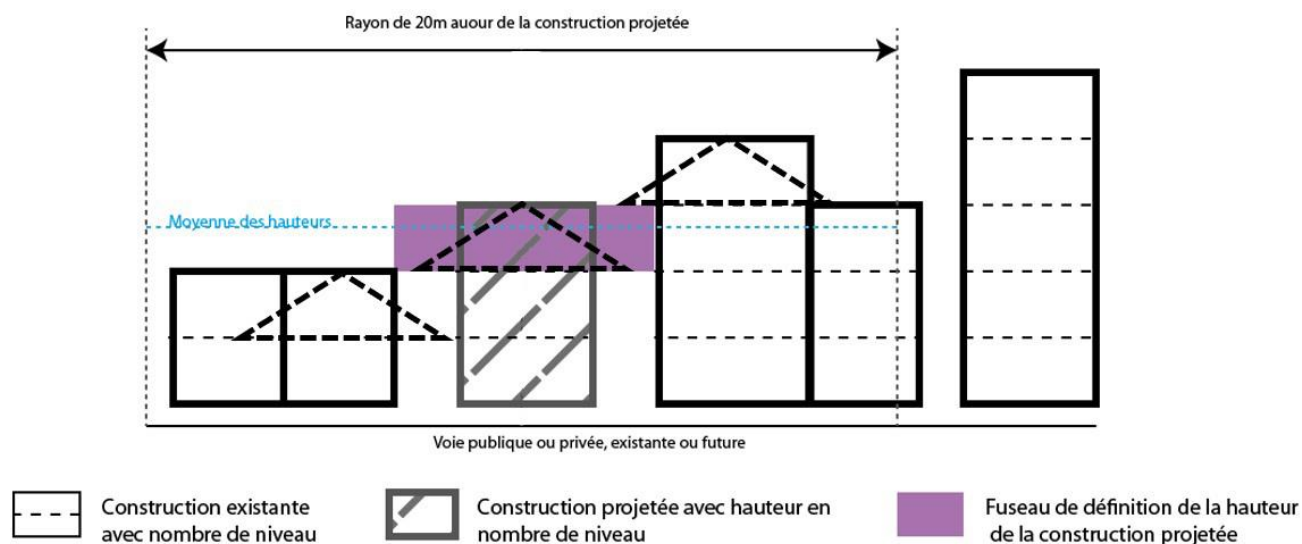 Rayon de 20m auour de la construction projetée
Moyenne des hauteurs
Voie publique ou privée, existante ou future
Construction existante
avec nombre de niveau
Construction projetée avec hauteur en
nombre de niveau
Fuseau de définition de la hauteur
de la construction projetée